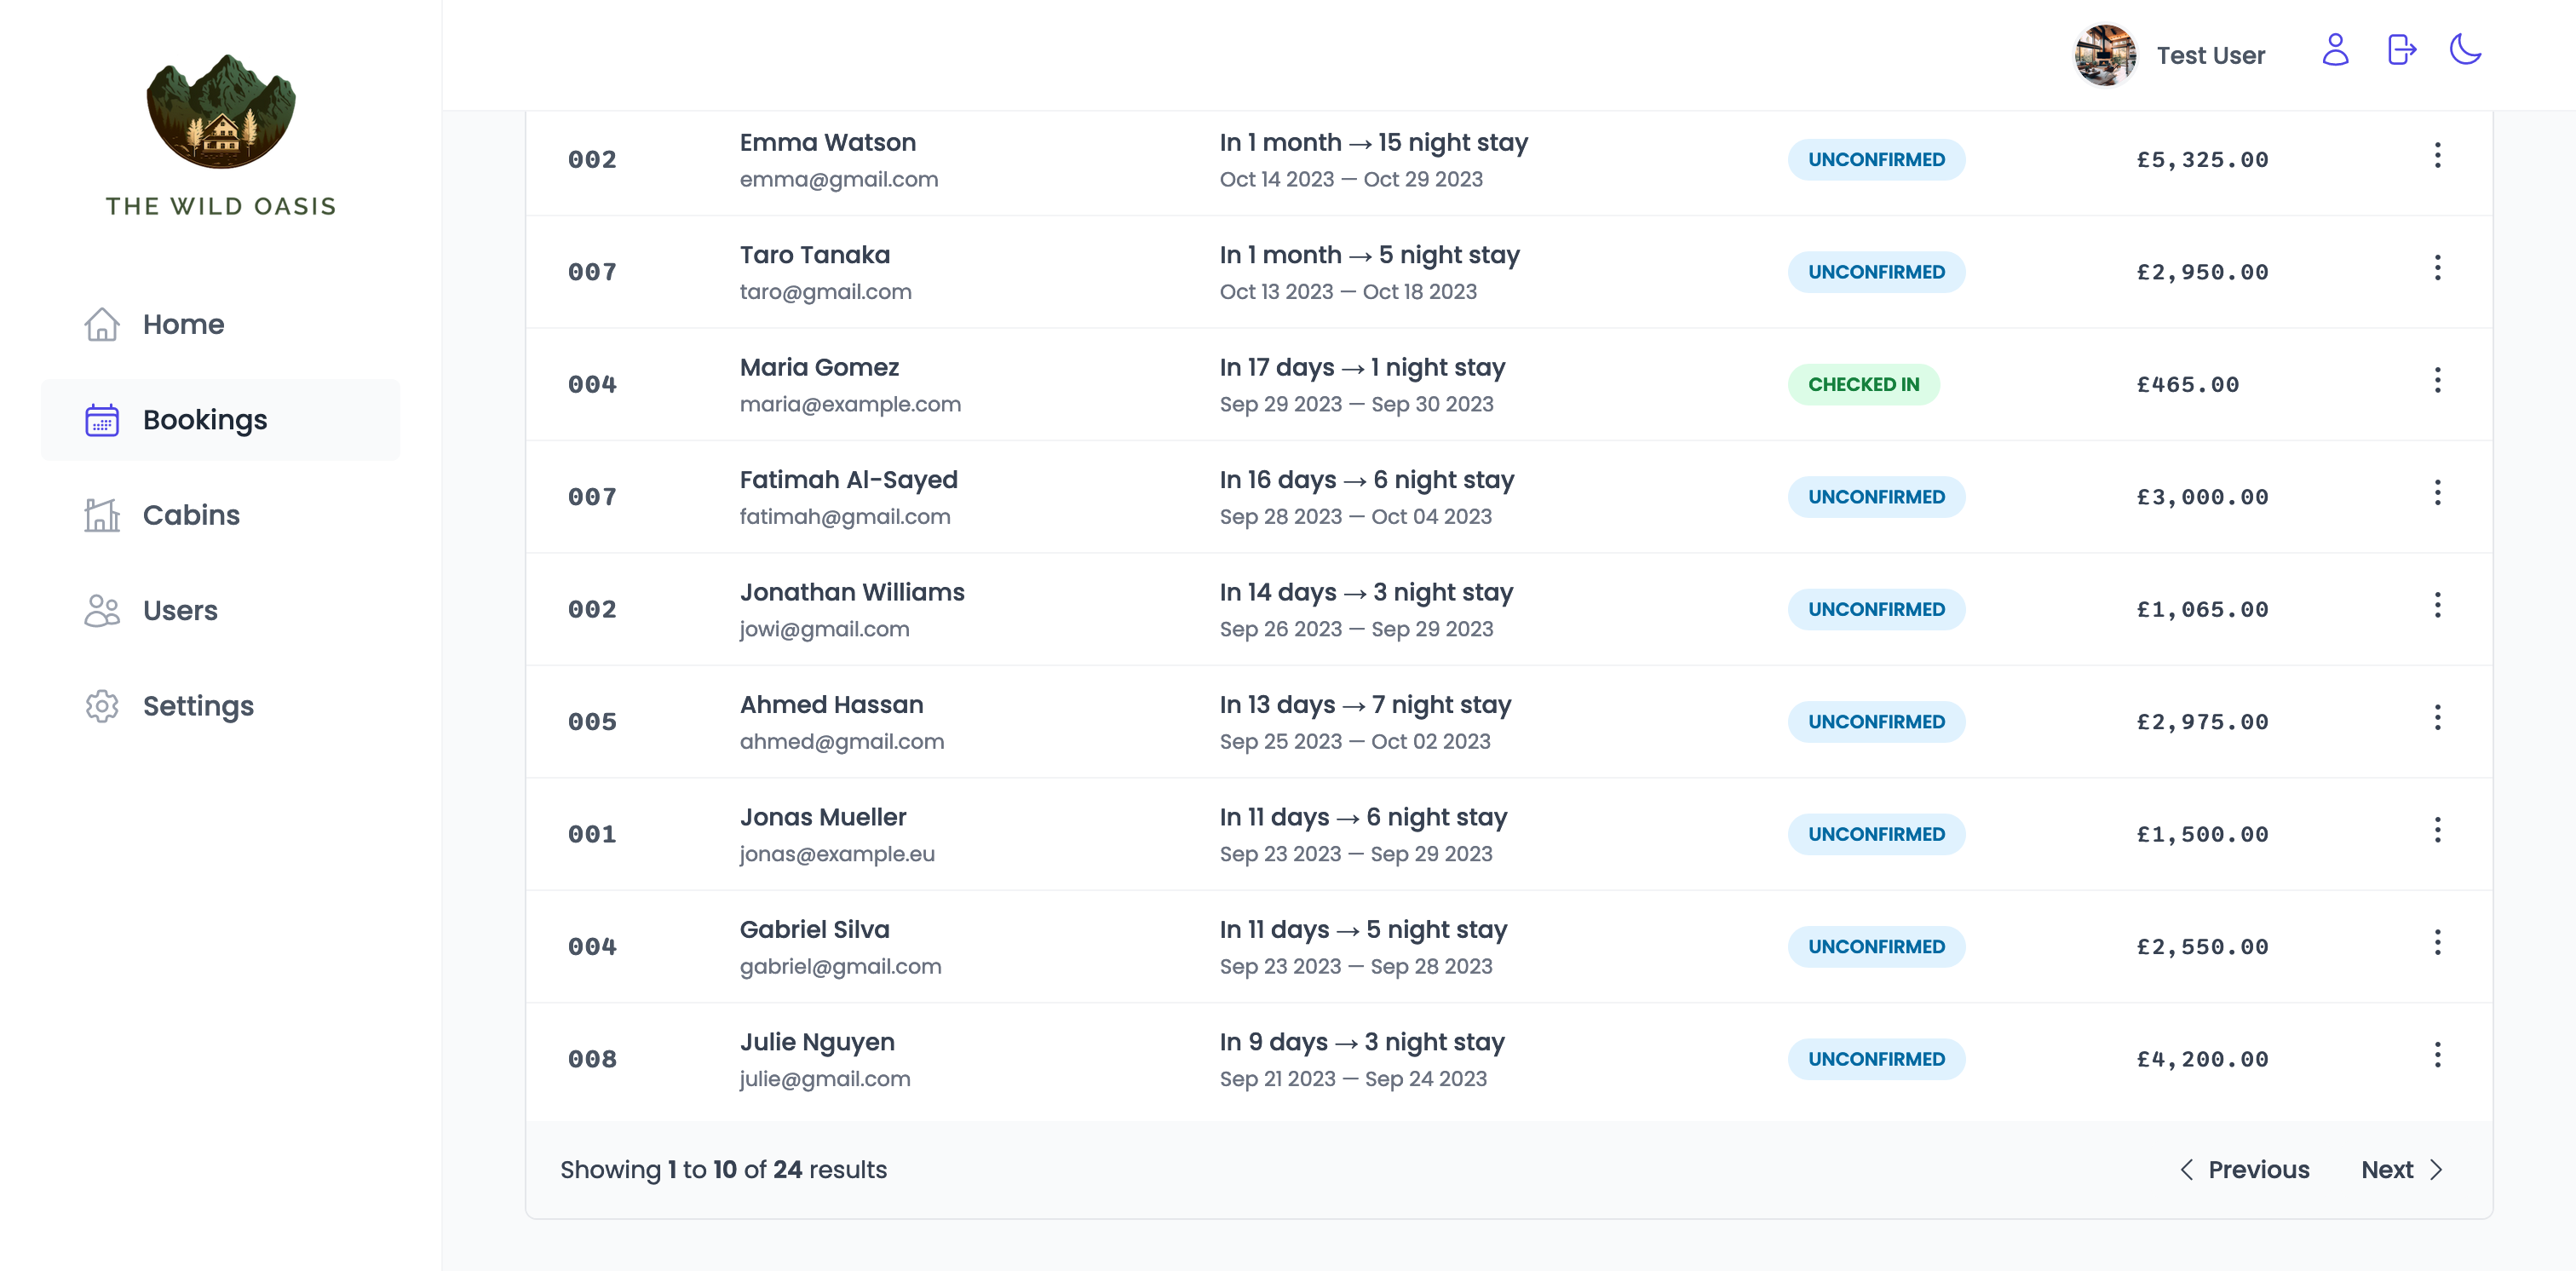 THE WILD OASIS
Home
Bookings
Cabins
Users
Settings
Test User
002 Emma Watson In 1 month → 15 night stay UNCONFIRMED £5,325.00
emma@gmail.com Oct 14 2023 — Oct 29 2023
007 Taro Tanaka In 1 month → 5 night stay UNCONFIRMED £2,950.00
taro@gmail.com Oct 13 2023 — Oct 18 2023
004 Maria Gomez In 17 days → 1 night stay CHECKED IN £465.00
maria@example.com Sep 29 2023 — Sep 30 2023
007 Fatimah Al-Sayed In 16 days → 6 night stay UNCONFIRMED £3,000.00
fatimah@gmail.com Sep 28 2023 — Oct 04 2023
002 Jonathan Williams In 14 days → 3 night stay UNCONFIRMED £1,065.00
jowi@gmail.com Sep 26 2023 — Sep 29 2023
005 Ahmed Hassan In 13 days → 7 night stay UNCONFIRMED £2,975.00
ahmed@gmail.com Sep 25 2023 — Oct 02 2023
001 Jonas Mueller In 11 days → 6 night stay UNCONFIRMED £1,500.00
jonas@example.eu Sep 23 2023 — Sep 29 2023
004 Gabriel Silva In 11 days → 5 night stay UNCONFIRMED £2,550.00
gabriel@gmail.com Sep 23 2023 — Sep 28 2023
008 Julie Nguyen In 9 days → 3 night stay UNCONFIRMED £4,200.00
julie@gmail.com Sep 21 2023 — Sep 24 2023
Showing 1 to 10 of 24 results Previous Next